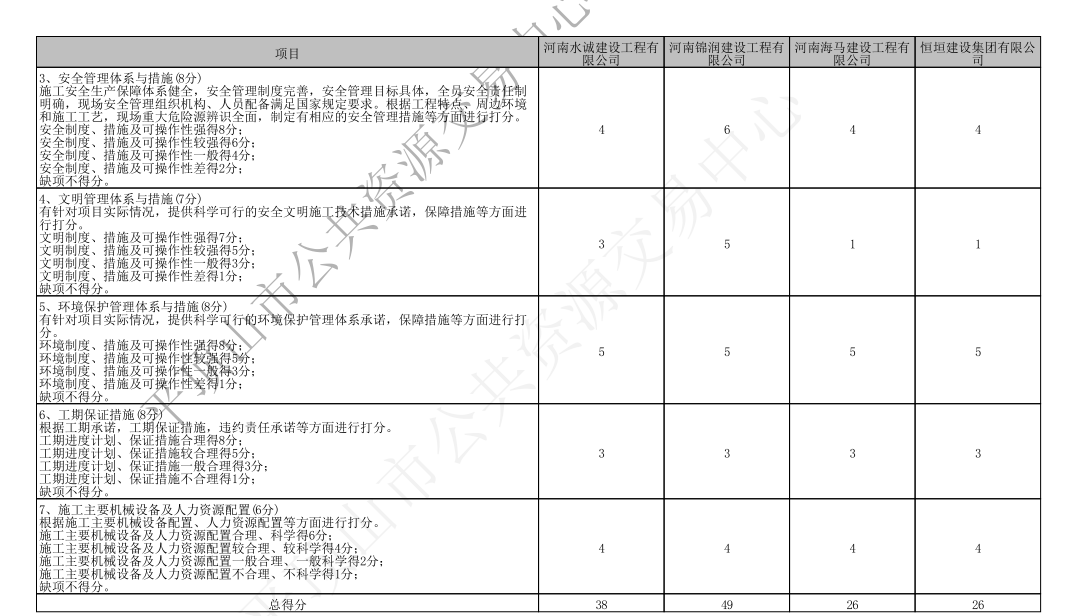 项目
河南水诚建设工程有
限公司
河南锦润建设工程有
限公司
河南海马建设工程有
限公司
恒垣建设集团有限公
司
3、安全管理体系与措施(8分)
施工安全生产保障体系健全，安全管理制度完善，安全管理目标具体，全员安全责任制
明确，现场安全管理组织机构、人员配备满足国家规定要求。根据工程特点、周边环境
和施工工艺，现场重大危险源辨识全面，制定有相应的安全管理措施等方面进行打分。
安全制度、措施及可操作性强得8分；
安全制度、措施及可操作性较强得6分；
安全制度、措施及可操作性一般得4分；
安全制度、措施及可操作性差得2分；
缺项不得分。
4
6
4
4
4、文明管理体系与措施(7分)
有针对项目实际情况，提供科学可行的安全文明施工技术措施承诺，保障措施等方面进
行打分。
文明制度、措施及可操作性强得7分；
文明制度、措施及可操作性较强得5分；
文明制度、措施及可操作性一般得3分；
文明制度、措施及可操作性差得1分；
缺项不得分。
3
5
1
1
5、环境保护管理体系与措施(8分)
有针对项目实际情况，提供科学可行的环境保护管理体系承诺，保障措施等方面进行打
分。
环境制度、措施及可操作性强得8分；
环境制度、措施及可操作性较强得5分；
环境制度、措施及可操作性一般得3分；
环境制度、措施及可操作性差得1分；
缺项不得分。
5
5
5
5
6、工期保证措施(8分)
根据工期承诺，工期保证措施，违约责任承诺等方面进行打分。
工期进度计划、保证措施合理得8分；
工期进度计划、保证措施较合理得5分；
工期进度计划、保证措施一般合理得3分；
工期进度计划、保证措施不合理得1分；
缺项不得分。
3
3
3
3
7、施工主要机械设备及人力资源配置(6分)
根据施工主要机械设备配置、人力资源配置等方面进行打分。
施工主要机械设备及人力资源配置合理、科学得6分；
施工主要机械设备及人力资源配置较合理、较科学得4分；
施工主要机械设备及人力资源配置一般合理、一般科学得2分；
施工主要机械设备及人力资源配置不合理、不科学得1分；
缺项不得分。
4
4
4
4
总得分
38
49
26
26
平顶山市公共资源交易中心
平顶山市公共资源交易中心